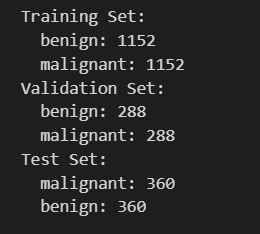 Training Set:
benign: 1152
malignant: 1152
Validation Set:
benign: 288
malignant: 288
Test Set:
malignant: 360
benign: 360